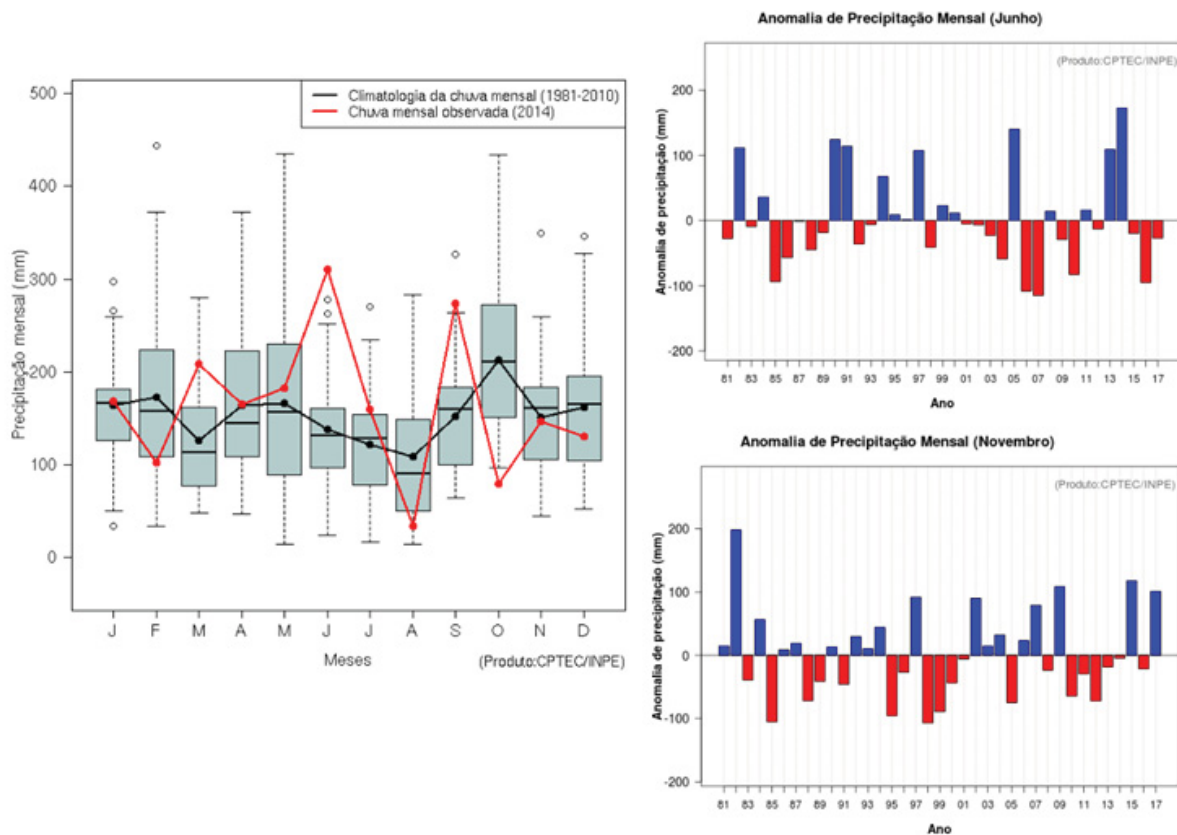 Climatologia da chuva mensal (1981-2010)
Chuva mensal observada (2014)
Precipitação mensal (mm)
500
400
300
200
100
0
J F M A M J J A S O N D
Meses
(Produto:CPTEC/INPE)
Anomalia de Precipitação Mensal (Junho)
(Produto:CPTEC/INPE)
Anomalia de precipitação (mm)
200
100
0
-100
-200
81 83 85 87 89 91 93 95 97 99 01 03 05 07 09 11 13 15 17
Ano
Anomalia de Precipitação Mensal (Novembro)
(Produto:CPTEC/INPE)
Anomalia de precipitação (mm)
200
100
0
-100
-200
81 83 85 87 89 91 93 95 97 99 01 03 05 07 09 11 13 15 17
Ano